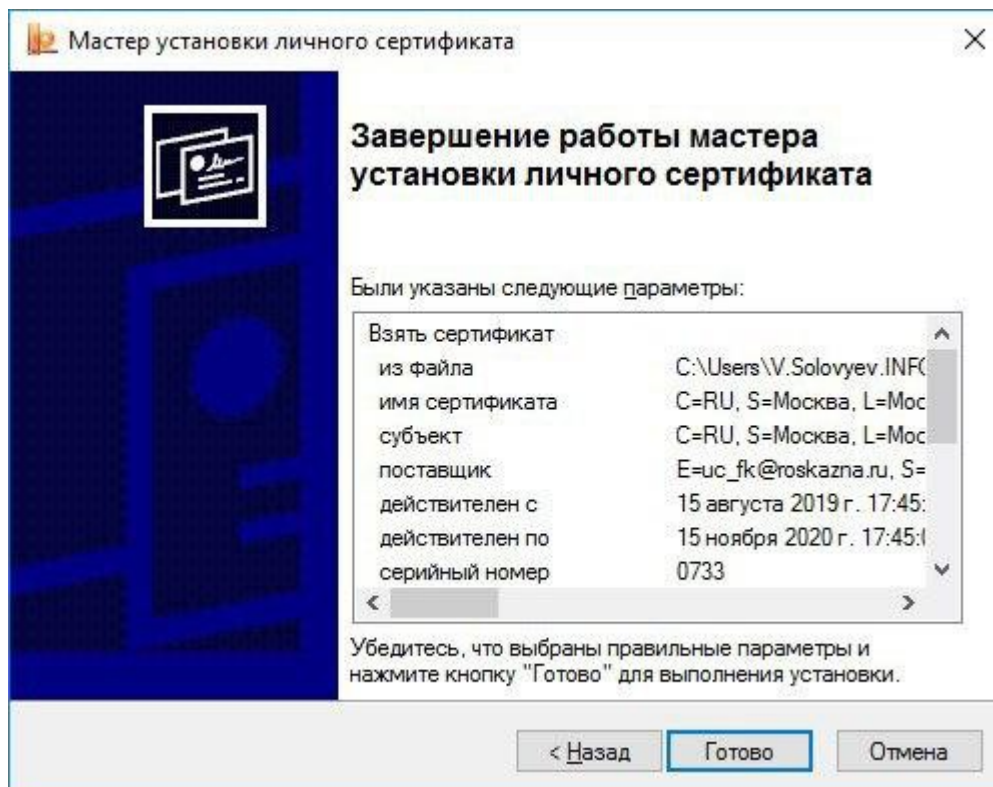 Мастер установки личного сертификата
Завершение работы мастера
установки личного сертификата
Были указаны следующие параметры:
Взять сертификат
из файла C:\Users\V.Solovyev.INF
имя сертификата C=RU, S=Москва, L=Мос
субъект C=RU, S=Москва, L=Мос
поставщик E=uc_fk@roskazna.ru, S=
действителен с 15 августа 2019 г. 17:45:
действителен по 15 ноября 2020 г. 17:45:
серийный номер 0733
Убедитесь, что выбраны правильные параметры и
нажмите кнопку "Готово" для выполнения установки.
< Назад Готово Отмена